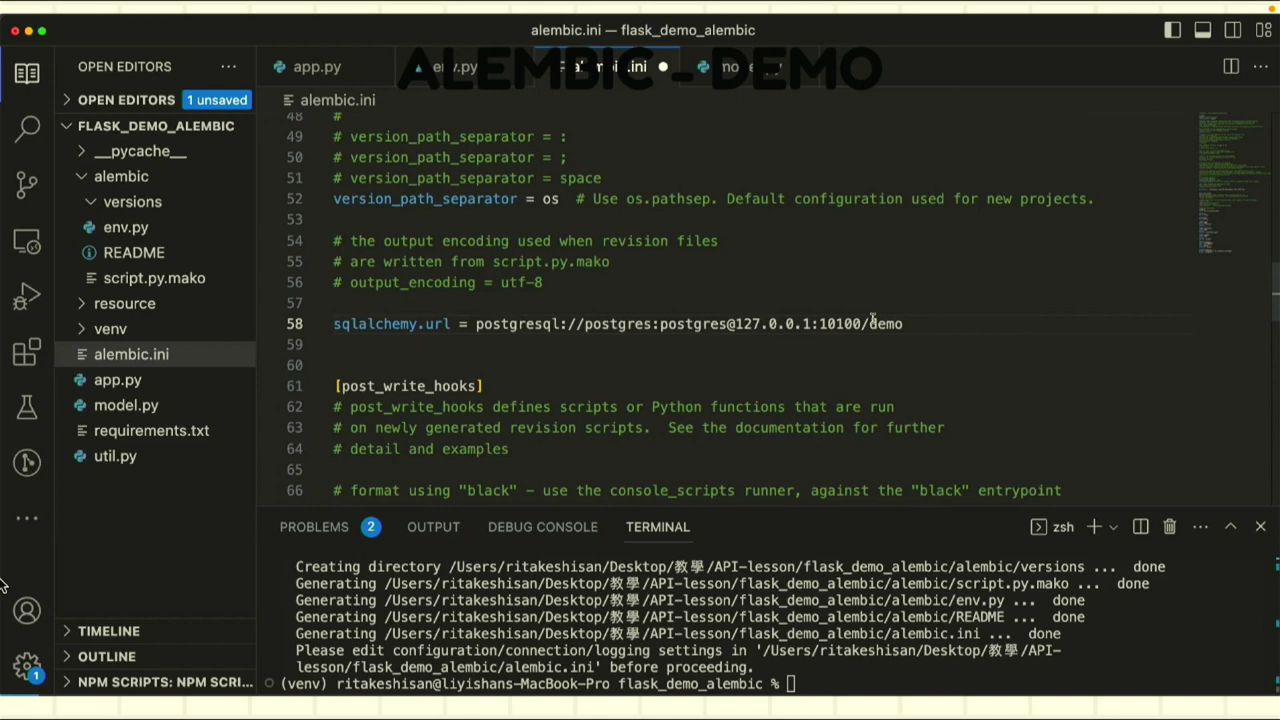 alembic.ini — flask_demo_alembic
ALEMBIC - DEMO
OPEN EDITORS
app.py
env.py
alembic.ini
model.py
OPEN EDITORS 1 unsaved
alembic.ini
FLASK_DEMO_ALEMBIC
__pycache__
alembic
versions
env.py
README
script.py.mako
resource
venv
alembic.ini
app.py
model.py
requirements.txt
util.py
TIMELINE
OUTLINE
NPM SCRIPTS: NPM SCRI...
1
48 #
49 # version_path_separator = :
50 # version_path_separator = ;
51 # version_path_separator = space
52 version_path_separator = os  # Use os.pathsep. Default configuration used for new projects.
53
54 # the output encoding used when revision files
55 # are written from script.py.mako
56 # output_encoding = utf-8
57
58 sqlalchemy.url = postgresql://postgres:postgres@127.0.0.1:10100/demo
59
60
61 [post_write_hooks]
62 # post_write_hooks defines scripts or Python functions that are run
63 # on newly generated revision scripts.  See the documentation for further
64 # detail and examples
65
66 # format using "black" - use the console_scripts runner, against the "black" entrypoint
PROBLEMS 2 OUTPUT DEBUG CONSOLE TERMINAL zsh
Creating directory /Users/ritakeshisan/Desktop/教學/API-lesson/flask_demo_alembic/alembic/versions ...  done
Generating /Users/ritakeshisan/Desktop/教學/API-lesson/flask_demo_alembic/alembic/script.py.mako ...  done
Generating /Users/ritakeshisan/Desktop/教學/API-lesson/flask_demo_alembic/alembic/env.py ...  done
Generating /Users/ritakeshisan/Desktop/教學/API-lesson/flask_demo_alembic/alembic/README ...  done
Generating /Users/ritakeshisan/Desktop/教學/API-lesson/flask_demo_alembic/alembic.ini ...  done
Please edit configuration/connection/logging settings in '/Users/ritakeshisan/Desktop/教學/API-
lesson/flask_demo_alembic/alembic.ini' before proceeding.
(venv) ritakeshisan@liyishans-MacBook-Pro flask_demo_alembic %